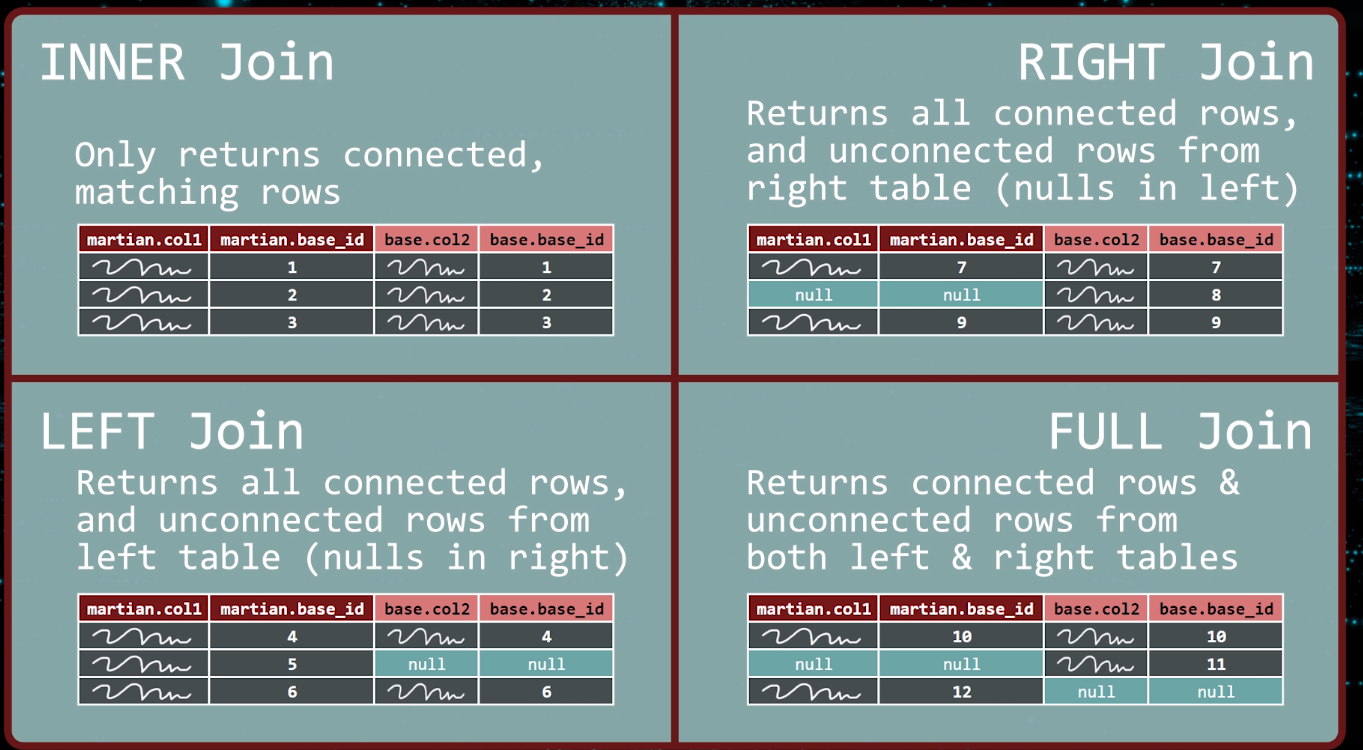 INNER Join
Only returns connected,
matching rows
martian.col1 martian.base_id base.col2 base.base_id
1 1
2 2
3 3
RIGHT Join
Returns all connected rows,
and unconnected rows from
right table (nulls in left)
martian.col1 martian.base_id base.col2 base.base_id
7 7
null null 8
9 9
LEFT Join
Returns all connected rows,
and unconnected rows from
left table (nulls in right)
martian.col1 martian.base_id base.col2 base.base_id
4 4
5 null null
6 6
FULL Join
Returns connected rows &
unconnected rows from
both left & right tables
martian.col1 martian.base_id base.col2 base.base_id
10 10
null null 11
12 null null